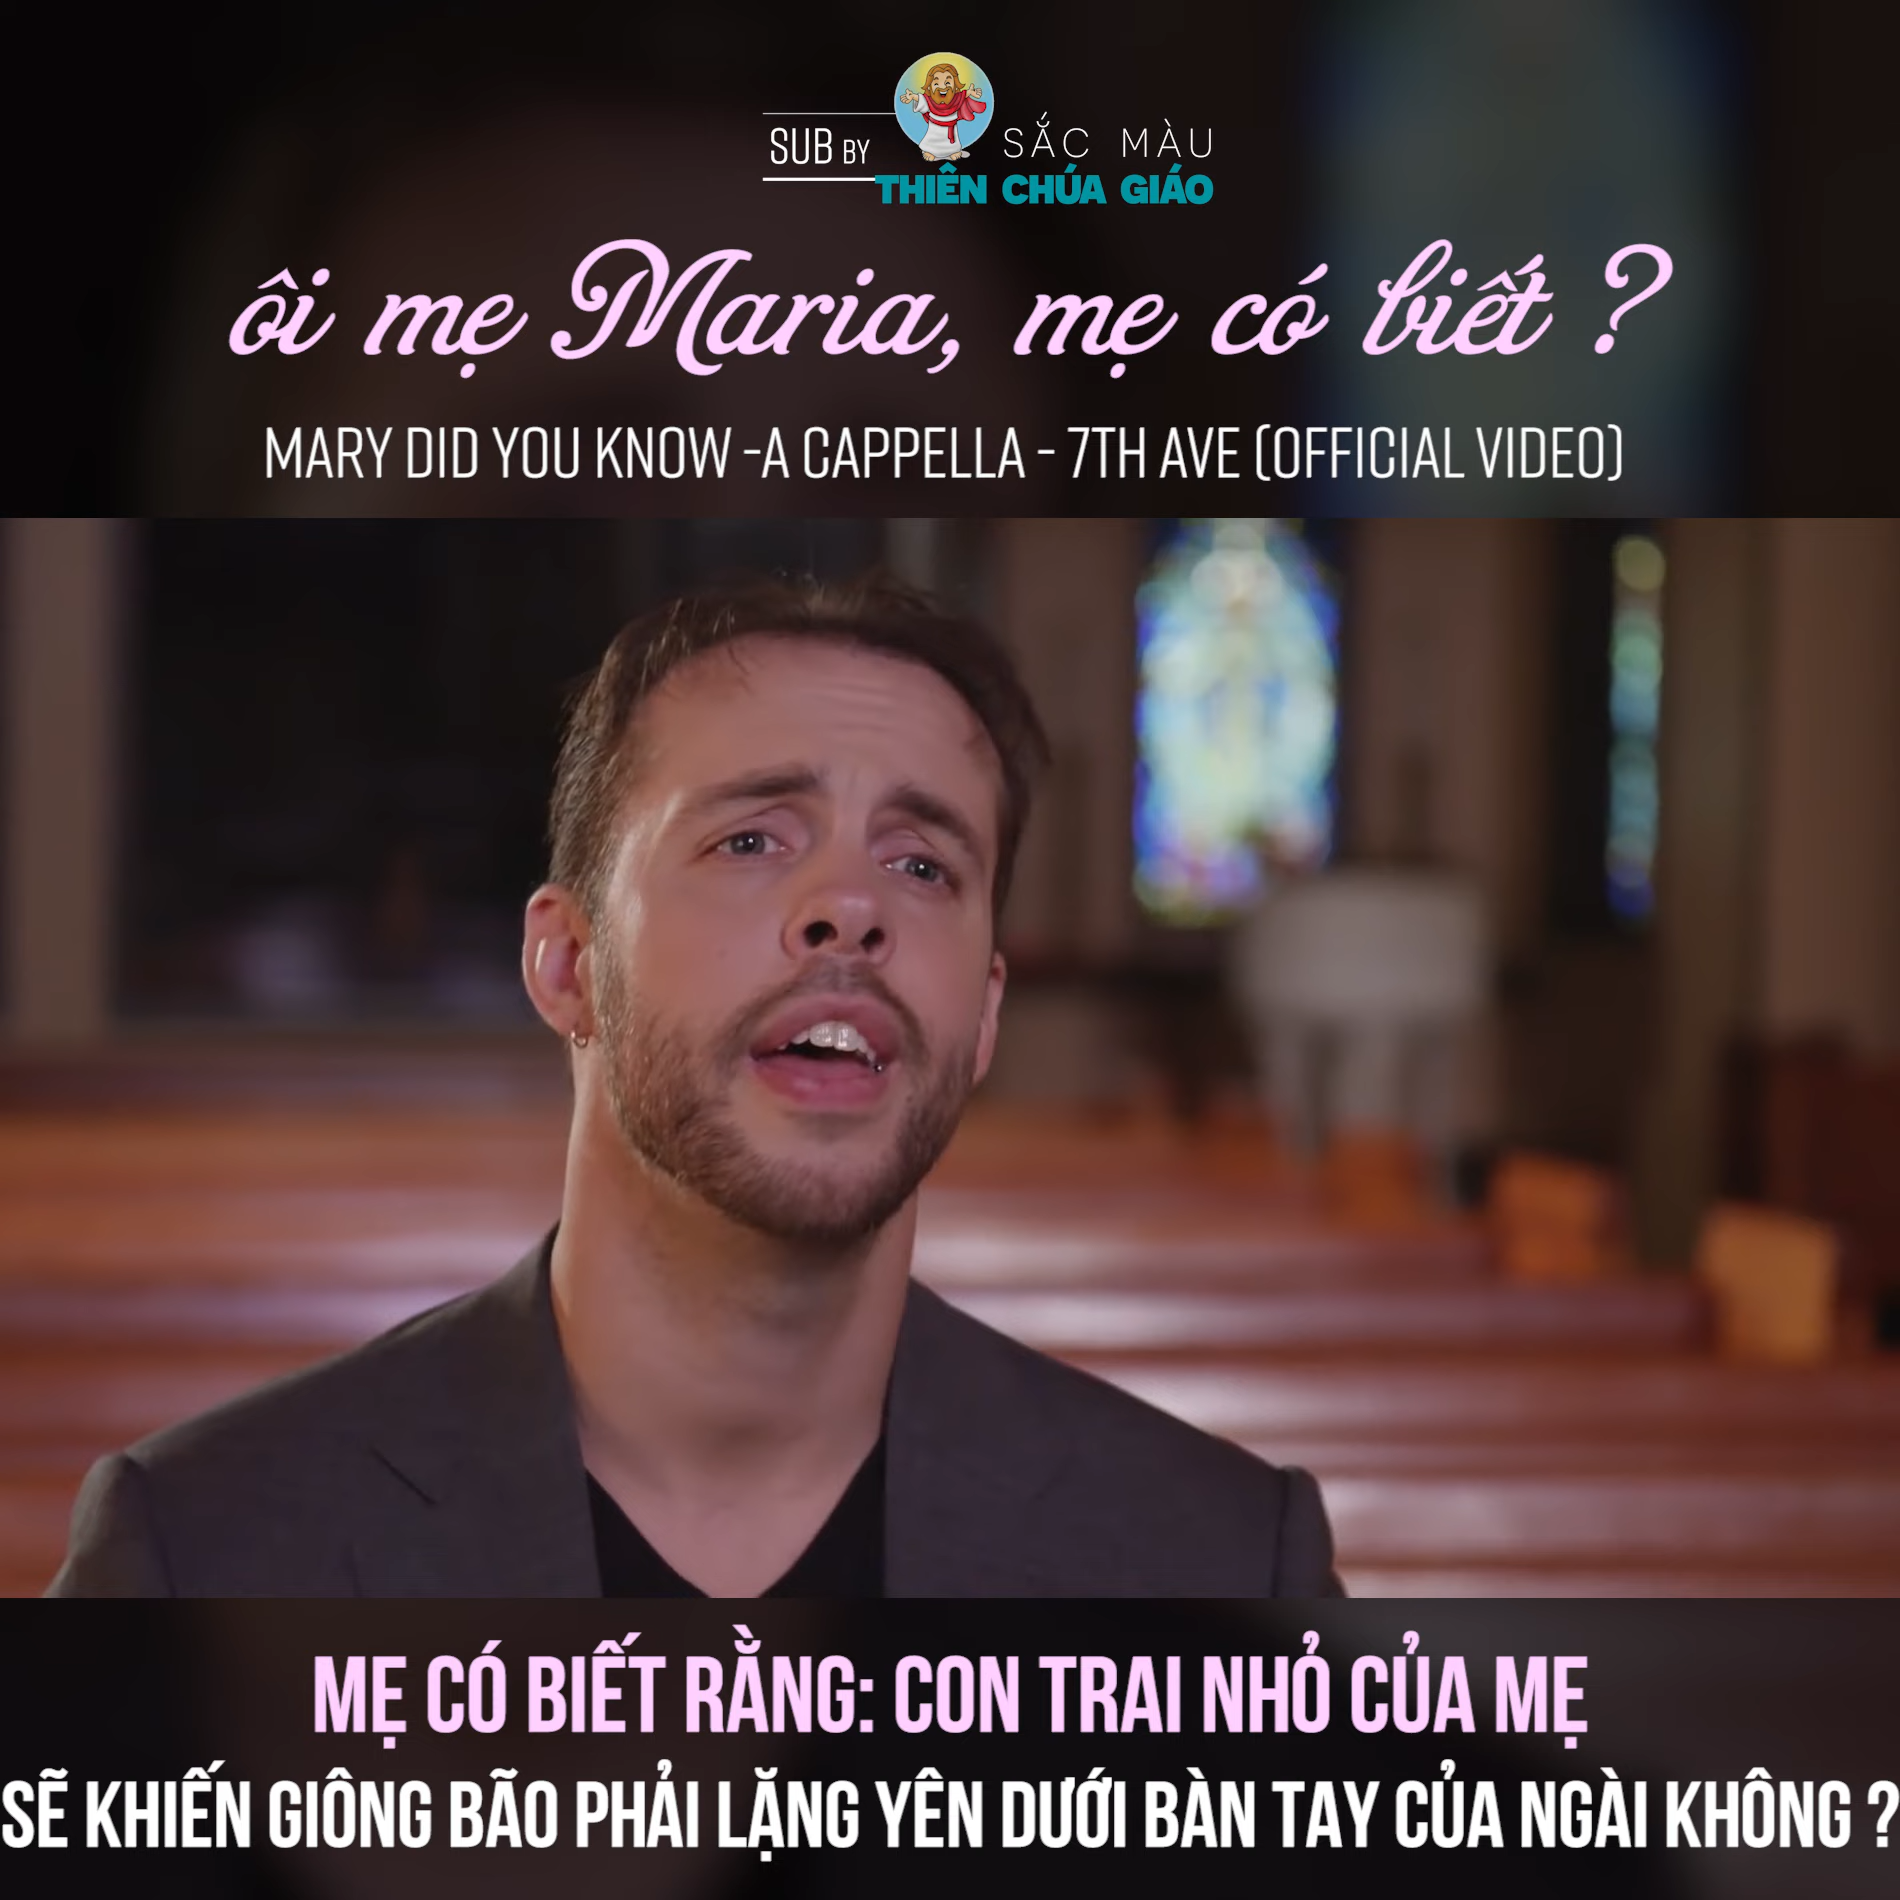 SUB BY SẮC MÀU
THIÊN CHÚA GIÁO
ôi mẹ Maria, mẹ có biết ?
MARY DID YOU KNOW -A CAPPELLA - 7TH AVE (OFFICIAL VIDEO)
MẸ CÓ BIẾT RẰNG: CON TRAI NHỎ CỦA MẸ
SẼ KHIẾN GIÔNG BÃO PHẢI LẶNG YÊN DƯỚI BÀN TAY CỦA NGÀI KHÔNG ?